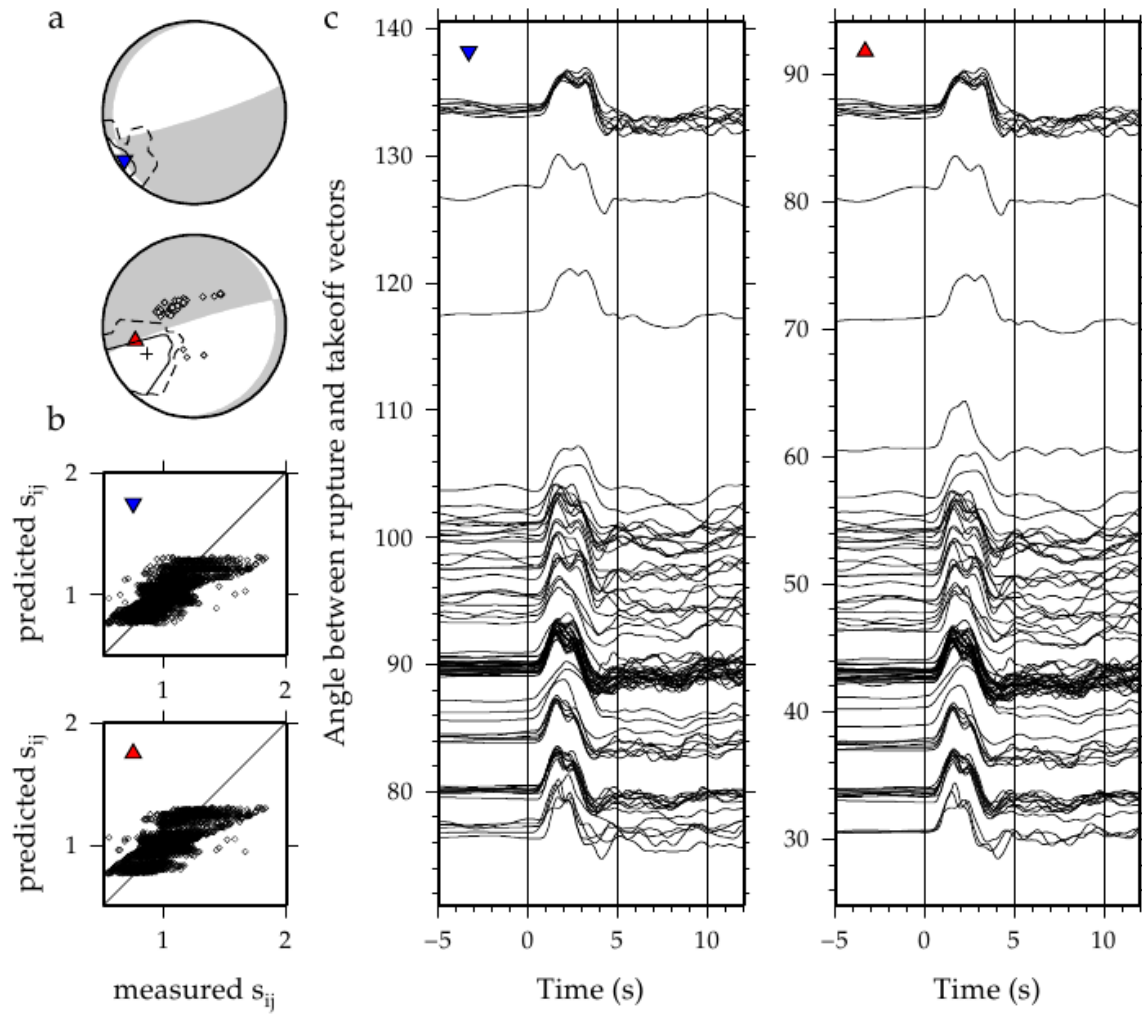 a
b
c
2
predicted s_ij
1
2
predicted s_ij
1
1 2
1 2
measured s_ij
Angle between rupture and takeoff vectors
140
130
120
110
100
90
80
−5 0 5 10
Time (s)
90
80
70
60
50
40
30
−5 0 5 10
Time (s)